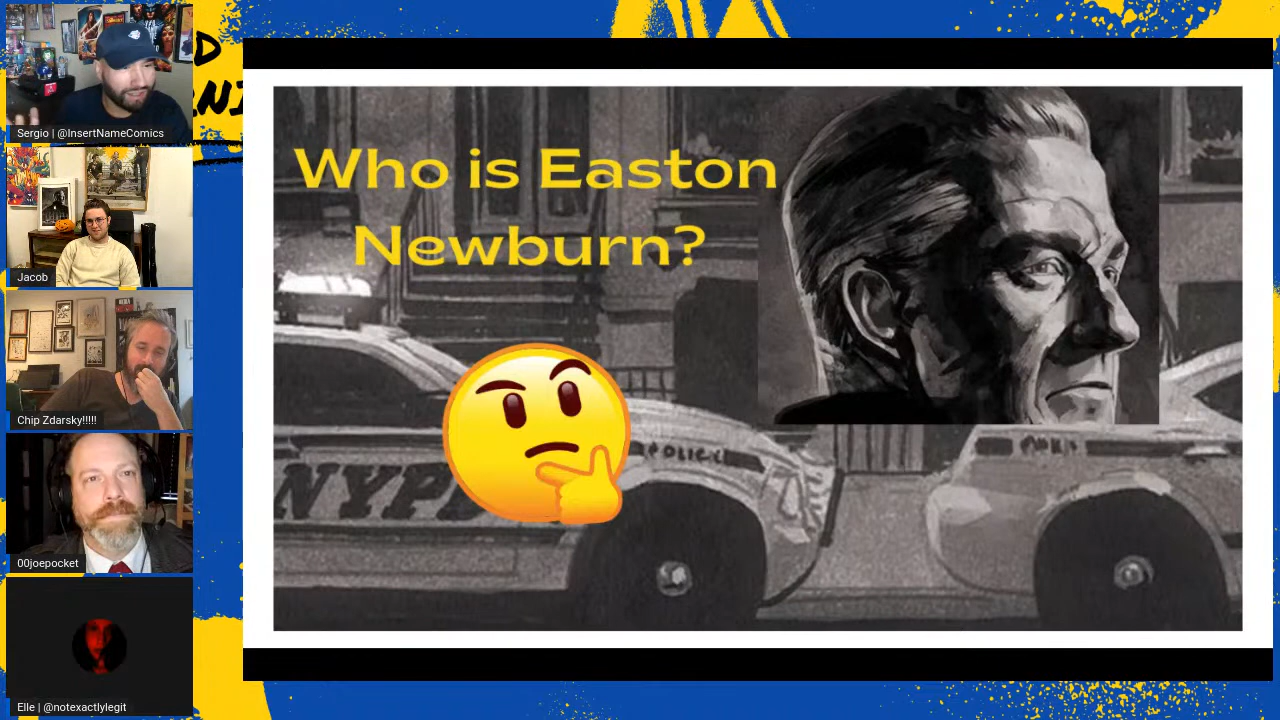 D
Sergio | @InsertNameComics
Jacob
Chip Zdarsky!!!!!
00joepocket
Elle | @notexactlylegit
Who is Easton
Newburn?
POLICE
NYPD